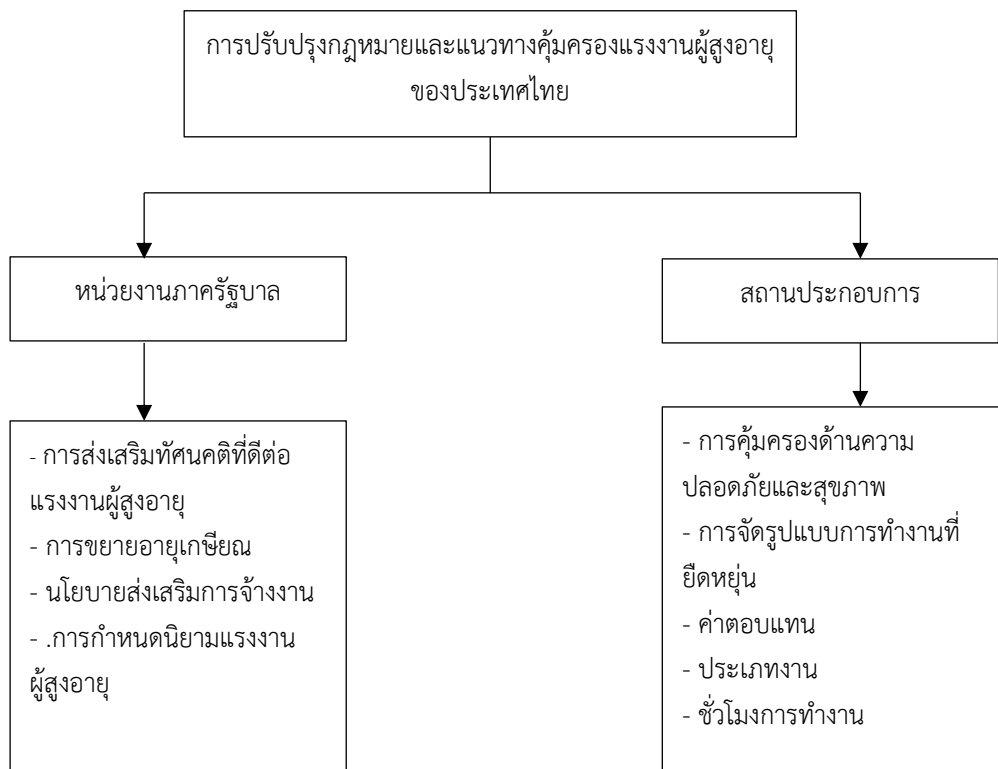 การปรับปรุงกฎหมายและแนวทางคุ้มครองแรงงานผู้สูงอายุ
ของประเทศไทย
หน่วยงานภาครัฐบาล
สถานประกอบการ
- การส่งเสริมทัศนคติที่ดีต่อ
แรงงานผู้สูงอายุ
- การขยายอายุเกษียณ
- นโยบายส่งเสริมการจ้างงาน
- .การกำหนดนิยามแรงงาน
ผู้สูงอายุ
- การคุ้มครองด้านความ
ปลอดภัยและสุขภาพ
- การจัดรูปแบบการทำงานที่
ยืดหยุ่น
- ค่าตอบแทน
- ประเภทงาน
- ชั่วโมงการทำงาน